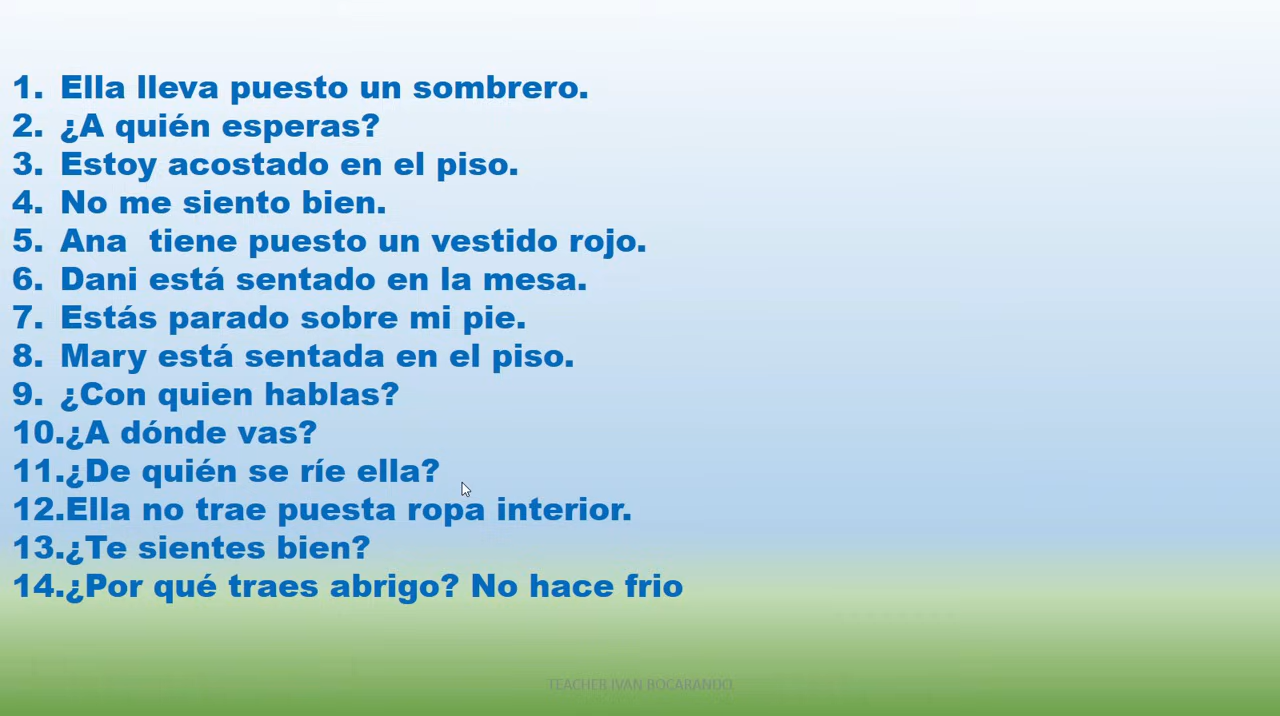 1. Ella lleva puesto un sombrero.
2. ¿A quién esperas?
3. Estoy acostado en el piso.
4. No me siento bien.
5. Ana tiene puesto un vestido rojo.
6. Dani está sentado en la mesa.
7. Estás parado sobre mi pie.
8. Mary está sentada en el piso.
9. ¿Con quien hablas?
10.¿A dónde vas?
11.¿De quién se ríe ella?
12.Ella no trae puesta ropa interior.
13.¿Te sientes bien?
14.¿Por qué traes abrigo? No hace frio
TEACHER IVAN